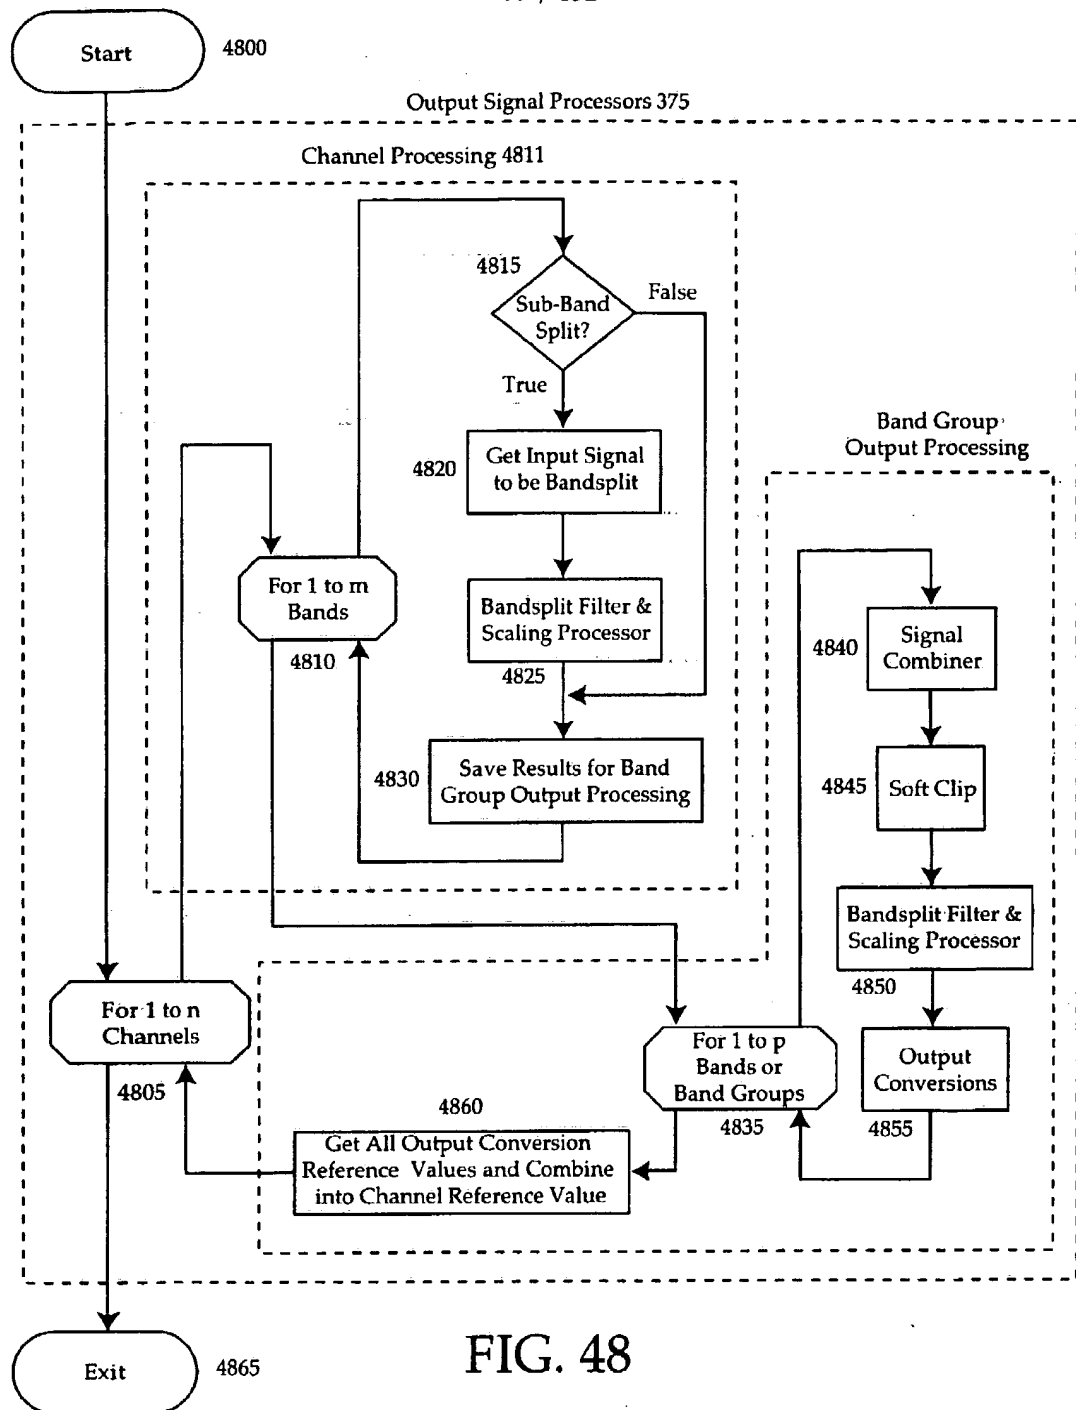 Start
4800
Output Signal Processors 375
Channel Processing 4811
4815
Sub-Band
Split?
False
True
4820
Get Input Signal
to be Bandsplit
Band Group
Output Processing
For 1 to m
Bands
4810
Bandsplit Filter &
Scaling Processor
4825
4840
Signal
Combiner
4830
Save Results for Band
Group Output Processing
4845
Soft Clip
Bandsplit Filter &
Scaling Processor
4850
For 1 to n
Channels
4805
For 1 to p
Bands or
Band Groups
4835
Output
Conversions
4855
4860
Get All Output Conversion
Reference Values and Combine
into Channel Reference Value
Exit
4865
FIG. 48